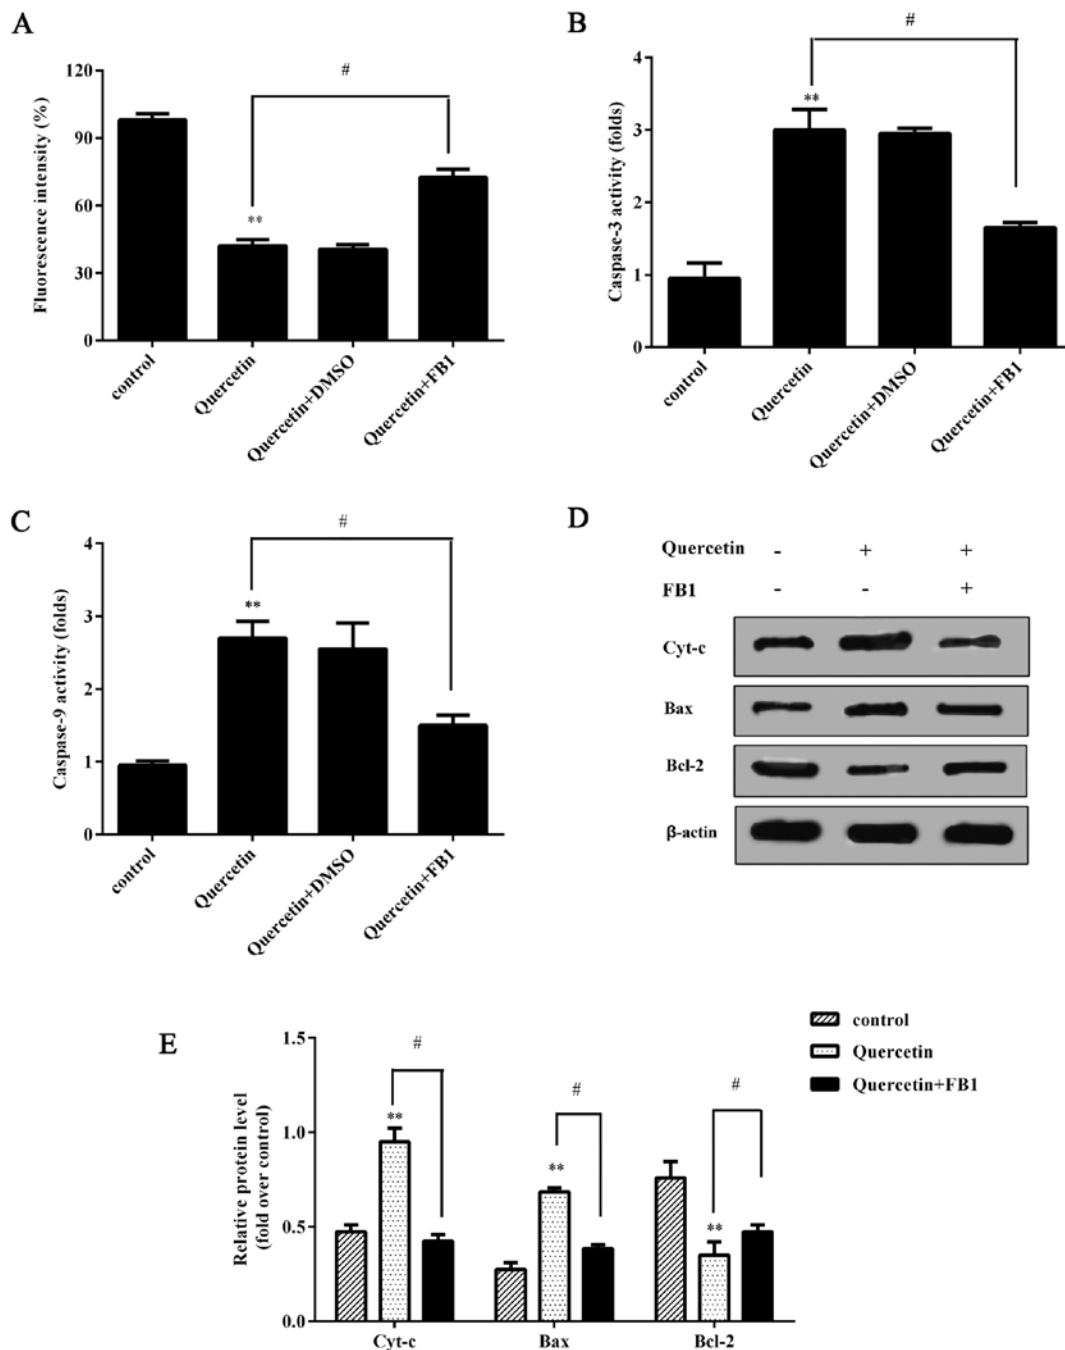 A
Fluorescence intensity (%)
120
90
60
30
0
#
**
control
Quercetin
Quercetin+DMSO
Quercetin+FB1
B
Caspase-3 activity (folds)
4
3
2
1
0
#
**
control
Quercetin
Quercetin+DMSO
Quercetin+FB1
C
Caspase-9 activity (folds)
4
3
2
1
0
#
**
control
Quercetin
Quercetin+DMSO
Quercetin+FB1
D
Quercetin - + +
FB1 - - +
Cyt-c
Bax
Bcl-2
β-actin
E
Relative protein level
(fold over control)
1.5
1.0
0.5
0.0
#
**
#
**
#
**
Cyt-c Bax Bcl-2
control
Quercetin
Quercetin+FB1